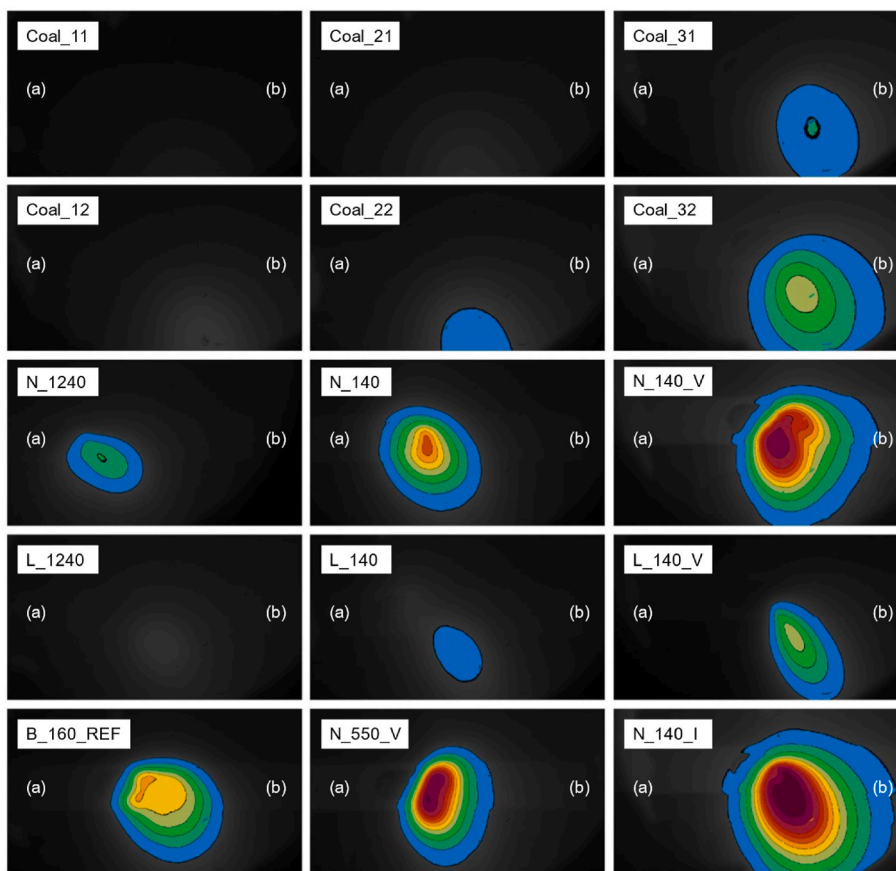 Coal_11
Coal_21
Coal_31
(a) (b) (a) (b) (a) (b)
Coal_12
Coal_22
Coal_32
(a) (b) (a) (b) (a) (b)
N_1240
N_140
N_140_V
(a) (b) (a) (b) (a) (b)
L_1240
L_140
L_140_V
(a) (b) (a) (b) (a) (b)
B_160_REF
N_550_V
N_140_I
(a) (b) (a) (b) (a) (b)